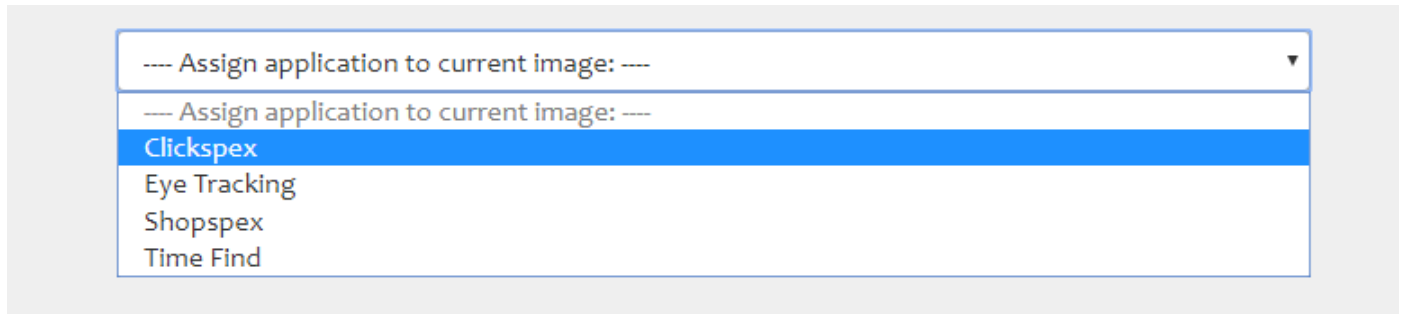 ---- Assign application to current image: ----
---- Assign application to current image: ----
Clickspex
Eye Tracking
Shopspex
Time Find